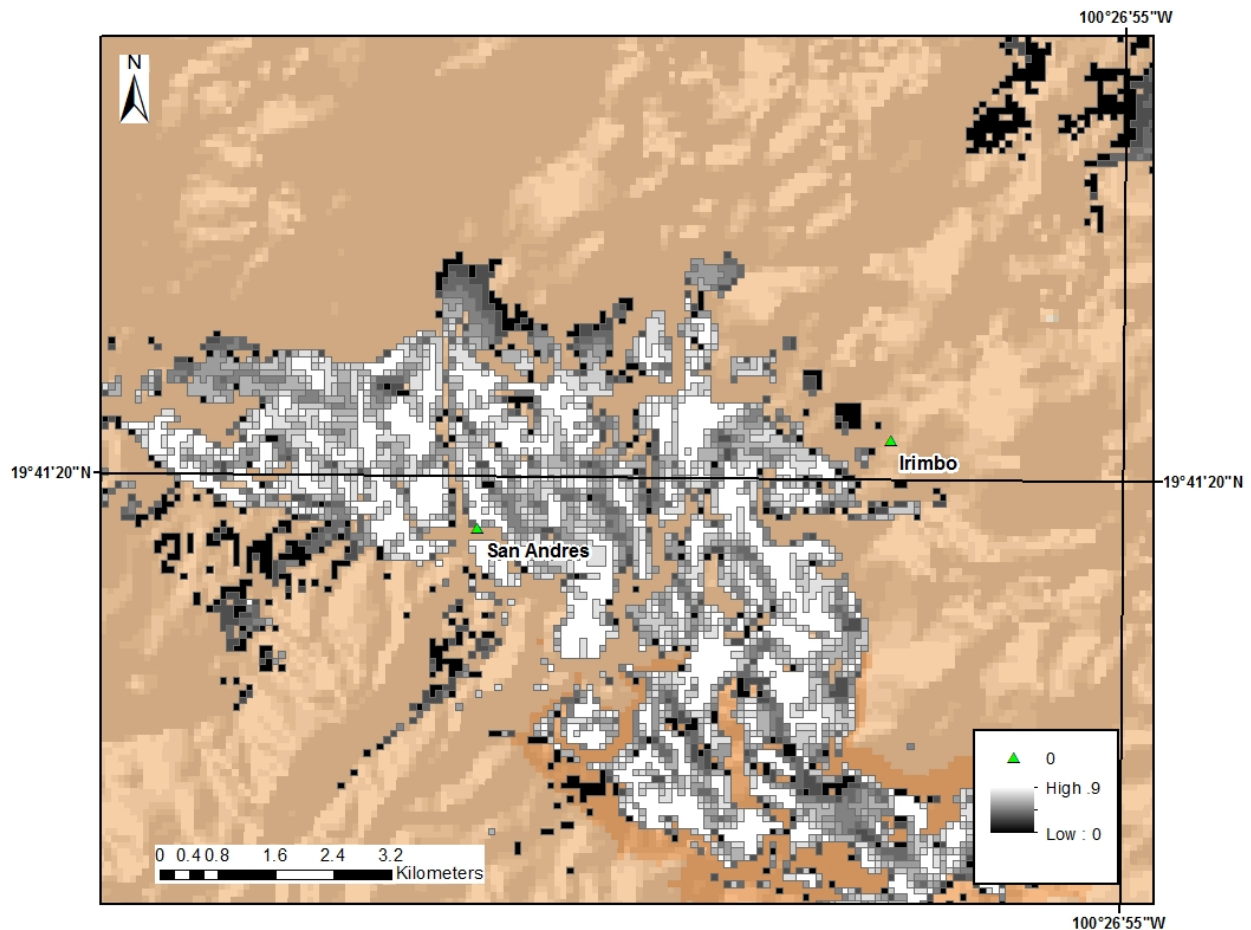 100°26'55"W
N
Irimbo
19°41'20"N
19°41'20"N
San Andres
0
High .9
Low : 0
0 0.4 0.8 1.6 2.4 3.2
Kilometers
100°26'55"W